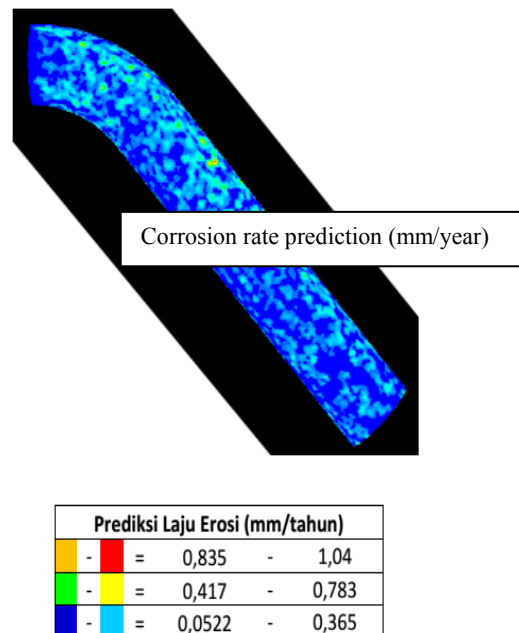 Corrosion rate prediction (mm/year)
Prediksi Laju Erosi (mm/tahun)
- = 0,835 - 1,04
- = 0,417 - 0,783
- = 0,0522 - 0,365